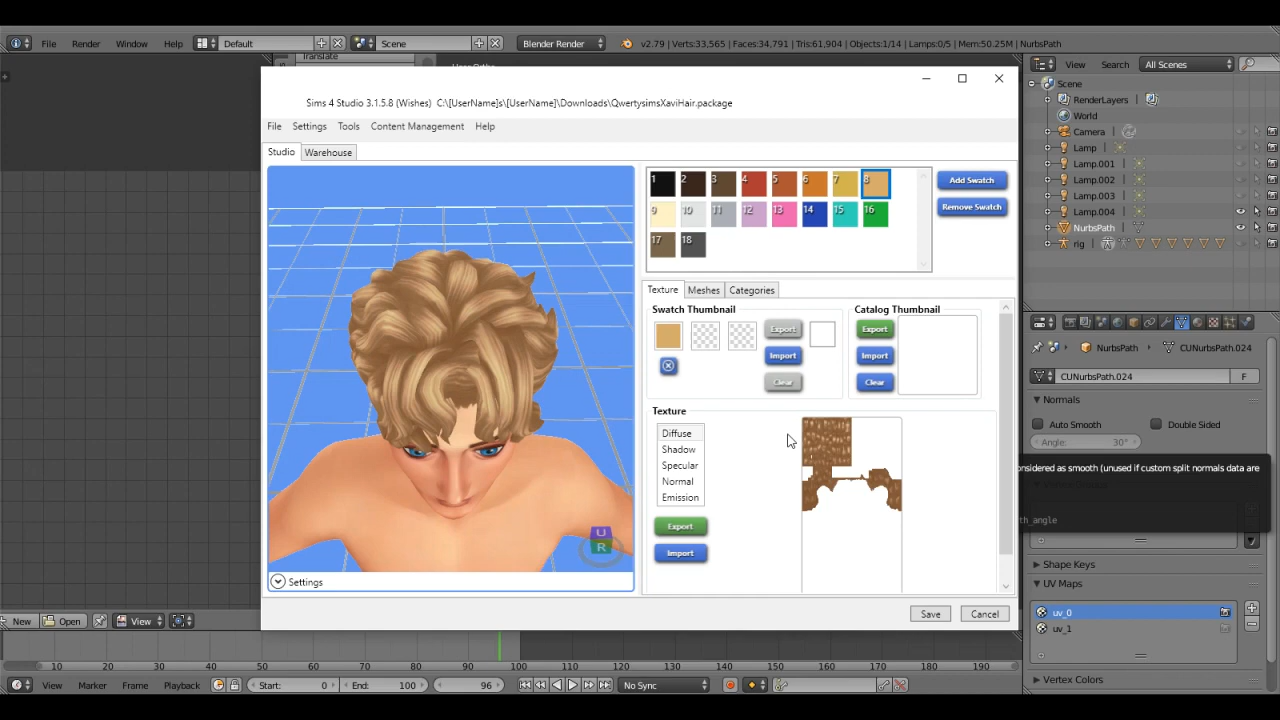 File Render Window Help Default Scene Blender Render v2.79 | Verts:33,565 | Faces:34,791 | Tris:61,904 | Objects:1/14 | Lamps:0/5 | Mem:50.25M | NurbsPath
Translate
View Search All Scenes
Scene
RenderLayers
World
Camera
Lamp
Lamp.001
Lamp.002
Lamp.003
Lamp.004
NurbsPath
rig
Sims 4 Studio 3.1.5.8 (Wishes) C:\[UserName]s\[UserName]\Downloads\QwertysimsXaviHair.package
File Settings Tools Content Management Help
Studio Warehouse
1 2 3 4 5 6 7 8
9 10 11 12 13 14 15 16
17 18
Add Swatch
Remove Swatch
Texture Meshes Categories
Swatch Thumbnail
Export
Import
Clear
Catalog Thumbnail
Export
Import
Clear
Texture
Diffuse
Shadow
Specular
Normal
Emission
Export
Import
U
R
Settings
Save Cancel
NurbsPath CUNurbsPath.024
CUNurbsPath.024 F
Normals
Auto Smooth Double Sided
Angle: 30°
onsidered as smooth (unused if custom split normals data are
th_angle
Shape Keys
UV Maps
uv_0
uv_1
Vertex Colors
New Open View
10 20 30 40 50 60 70 80 90 100 110 120 130 140 150 160 170 180 190
View Marker Frame Playback Start: 0 End: 100 96 No Sync